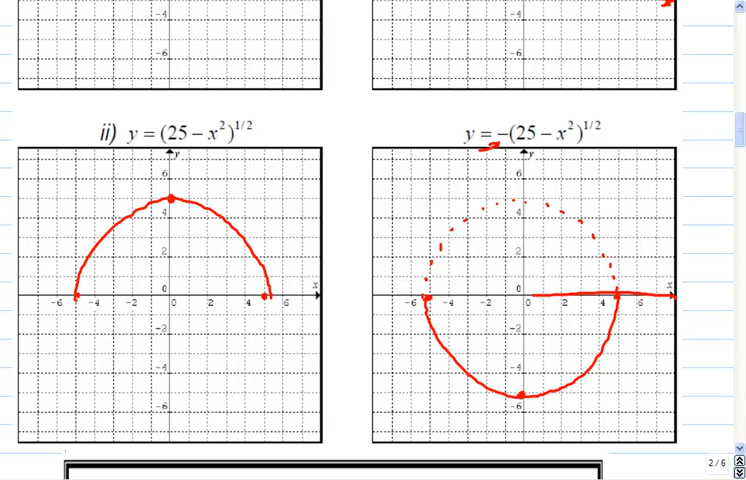 -4 -4
-6 -6
ii) y = (25 − x²)^1/2 y = −(25 − x²)^1/2
y y
6 6
4 4
2 2
0 0
x x
-6 -4 -2 0 2 4 6 -6 -4 -2 0 2 4 6
-2 -2
-4 -4
-6 -6
2 / 6